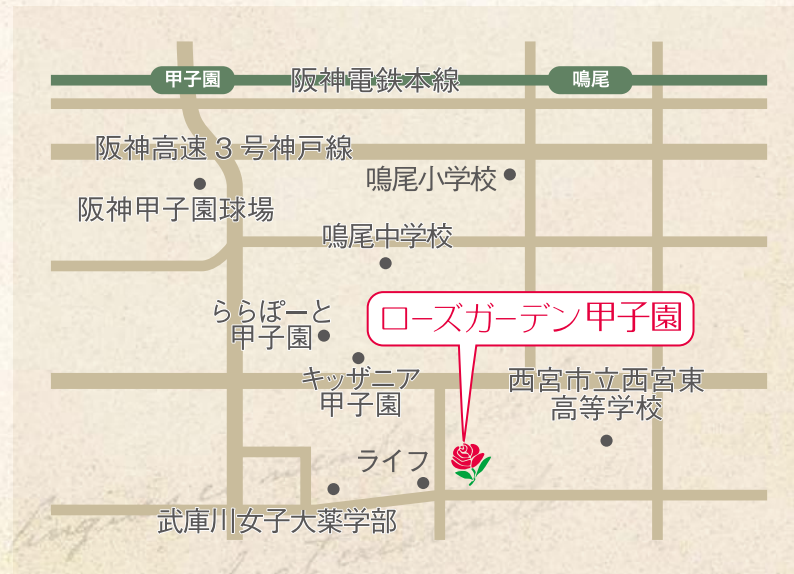 甲子園
阪神電鉄本線
鳴尾
阪神高速3号神戸線
鳴尾小学校
阪神甲子園球場
鳴尾中学校
ららぽーと
甲子園
ローズガーデン甲子園
キッザニア
甲子園
西宮市立西宮東
高等学校
ライフ
武庫川女子大薬学部